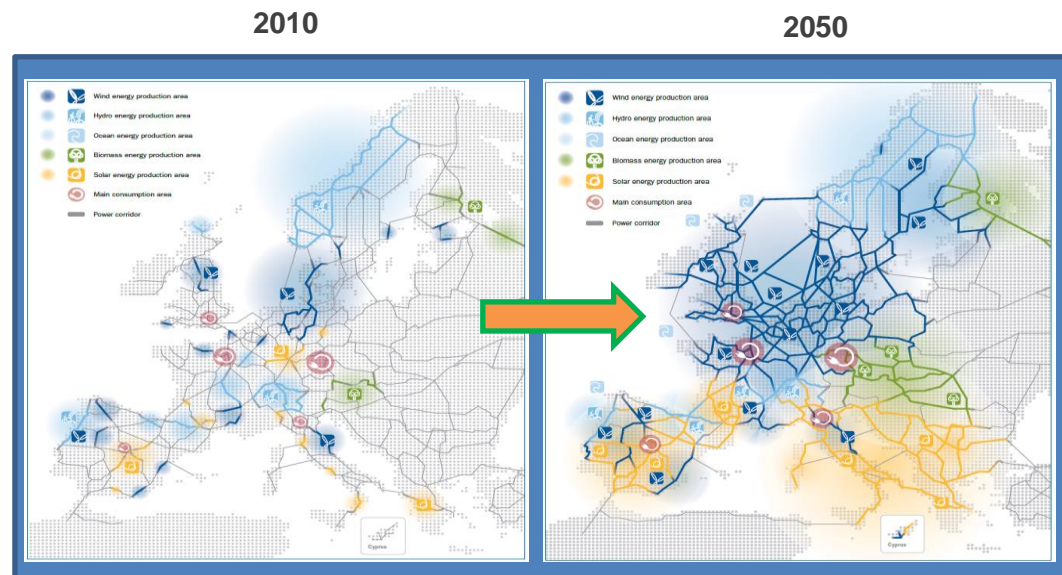 2010
2050
Wind energy production area
Hydro energy production area
Ocean energy production area
Biomass energy production area
Solar energy production area
Main consumption area
Power corridor
Cyprus
Wind energy production area
Hydro energy production area
Ocean energy production area
Biomass energy production area
Solar energy production area
Main consumption area
Power corridor
Cyprus